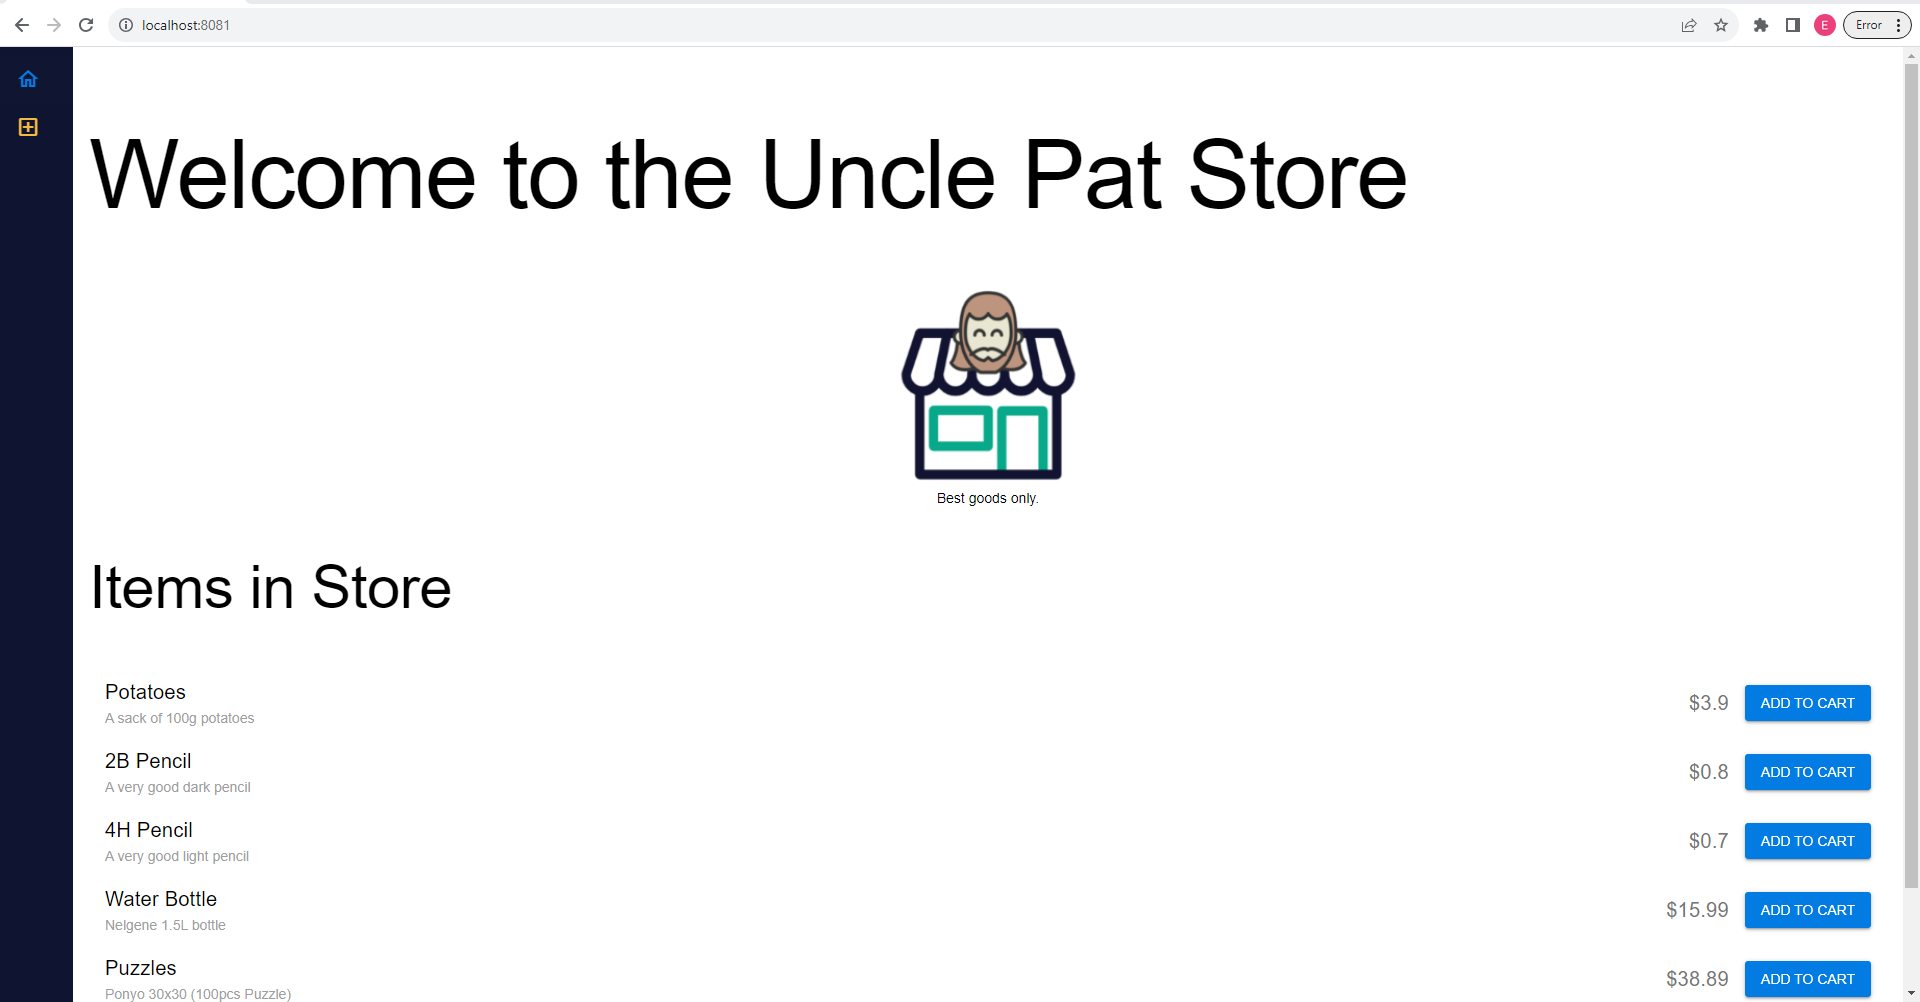 localhost:8081
E
Error
Welcome to the Uncle Pat Store
Best goods only.
Items in Store
Potatoes
A sack of 100g potatoes
$3.9
ADD TO CART
2B Pencil
A very good dark pencil
$0.8
ADD TO CART
4H Pencil
A very good light pencil
$0.7
ADD TO CART
Water Bottle
Nelgene 1.5L bottle
$15.99
ADD TO CART
Puzzles
Ponyo 30x30 (100pcs Puzzle)
$38.89
ADD TO CART